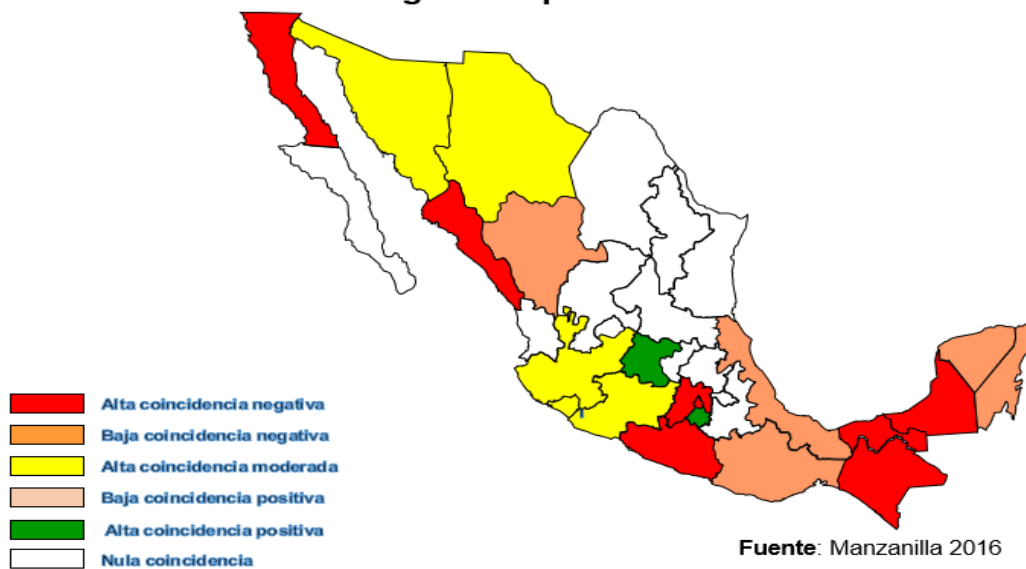 Alta coincidencia negativa
Baja coincidencia negativa
Alta coincidencia moderada
Baja coincidencia positiva
Alta coincidencia positiva
Nula coincidencia
Fuente: Manzanilla 2016